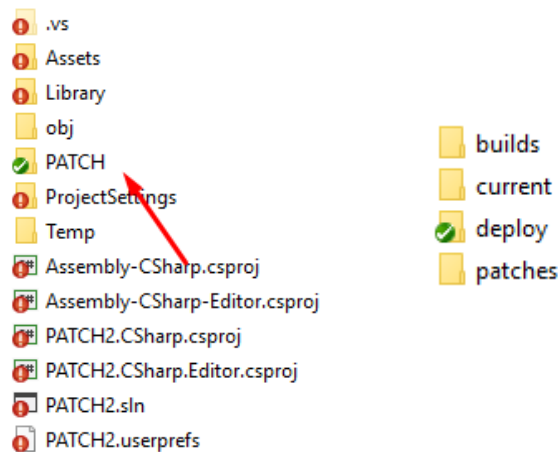 .vs
Assets
Library
obj
PATCH
ProjectSettings
Temp
Assembly-CSharp.csproj
Assembly-CSharp-Editor.csproj
PATCH2.CSharp.csproj
PATCH2.CSharp.Editor.csproj
PATCH2.sln
PATCH2.userprefs
builds
current
deploy
patches